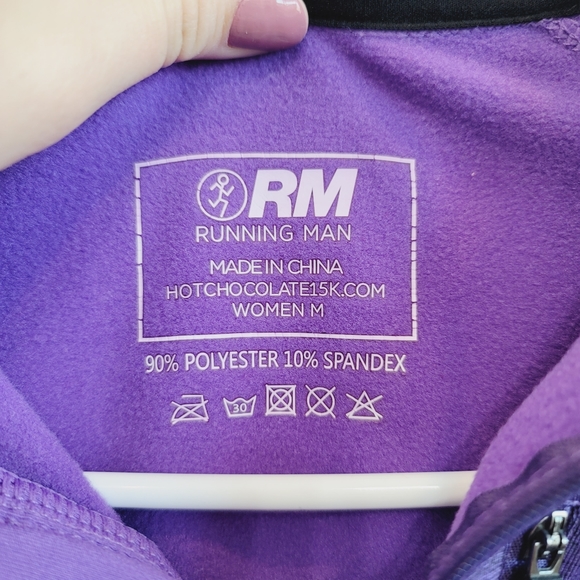 RM
RUNNING MAN
MADE IN CHINA
HOTCHOCOLATE15K.COM
WOMEN M
90% POLYESTER 10% SPANDEX
30